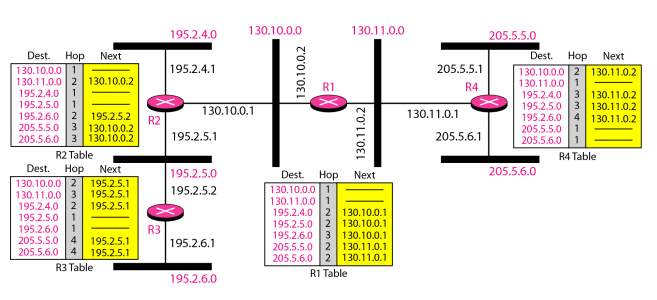 195.2.4.0
130.10.0.0
130.11.0.0
205.5.5.0
Dest. Hop Next
130.10.0.0 1 ——
130.11.0.0 2 130.10.0.2
195.2.4.0 1 ——
195.2.5.0 1 ——
195.2.6.0 2 195.2.5.2
205.5.5.0 3 130.10.0.2
205.5.6.0 3 130.10.0.2
R2 Table
195.2.4.1
R2
195.2.5.1
130.10.0.1
130.10.0.2
R1
130.11.0.2
130.11.0.1
205.5.5.1
R4
205.5.6.1
Dest. Hop Next
130.10.0.0 2 130.11.0.2
130.11.0.0 1 ——
195.2.4.0 3 130.11.0.2
195.2.5.0 3 130.11.0.2
195.2.6.0 4 130.11.0.2
205.5.5.0 1 ——
205.5.6.0 1 ——
R4 Table
195.2.5.0
205.5.6.0
Dest. Hop Next
130.10.0.0 2 195.2.5.1
130.11.0.0 3 195.2.5.1
195.2.4.0 2 195.2.5.1
195.2.5.0 1 ——
195.2.6.0 1 ——
205.5.5.0 4 195.2.5.1
205.5.6.0 4 195.2.5.1
R3 Table
195.2.5.2
R3
195.2.6.1
195.2.6.0
Dest. Hop Next
130.10.0.0 1 ——
130.11.0.0 1 ——
195.2.4.0 2 130.10.0.1
195.2.5.0 2 130.10.0.1
195.2.6.0 3 130.10.0.1
205.5.5.0 2 130.11.0.1
205.5.6.0 2 130.11.0.1
R1 Table